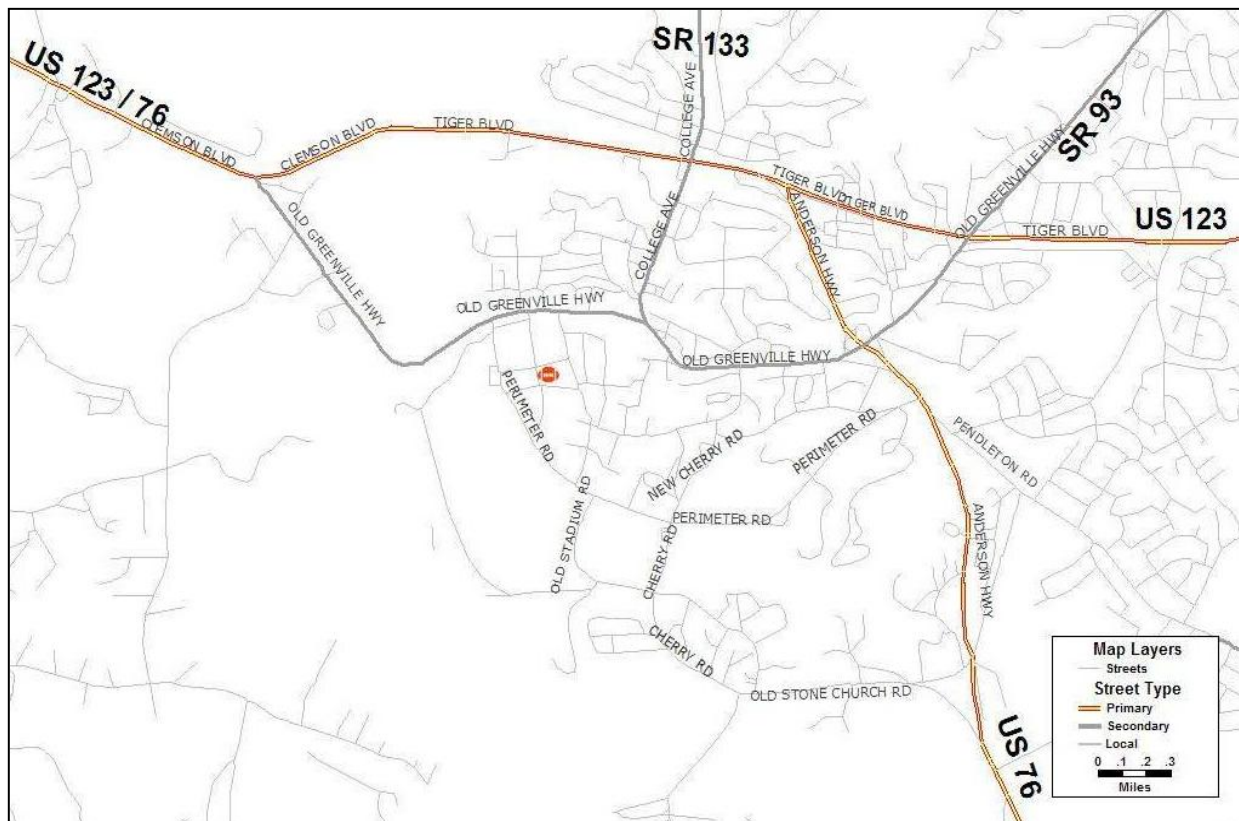 SR 133
US 123 / 76
COLLEGE AVE
SR 93
CLEMSON BLVD
CLEMSON BLVD
TIGER BLVD
OLD GREENVILLE HWY
TIGER BLVD
TIGER BLVD
US 123
TIGER BLVD
ANDERSON HWY
COLLEGE AVE
OLD GREENVILLE HWY
OLD GREENVILLE HWY
OLD GREENVILLE HWY
PERIMETER RD
NEW CHERRY RD
PERIMETER RD
PENDLETON RD
OLD STADIUM RD
PERIMETER RD
CHERRY RD
ANDERSON HWY
CHERRY RD
OLD STONE CHURCH RD
US 76
Map Layers
Streets
Street Type
Primary
Secondary
Local
0 .1 .2 .3
Miles